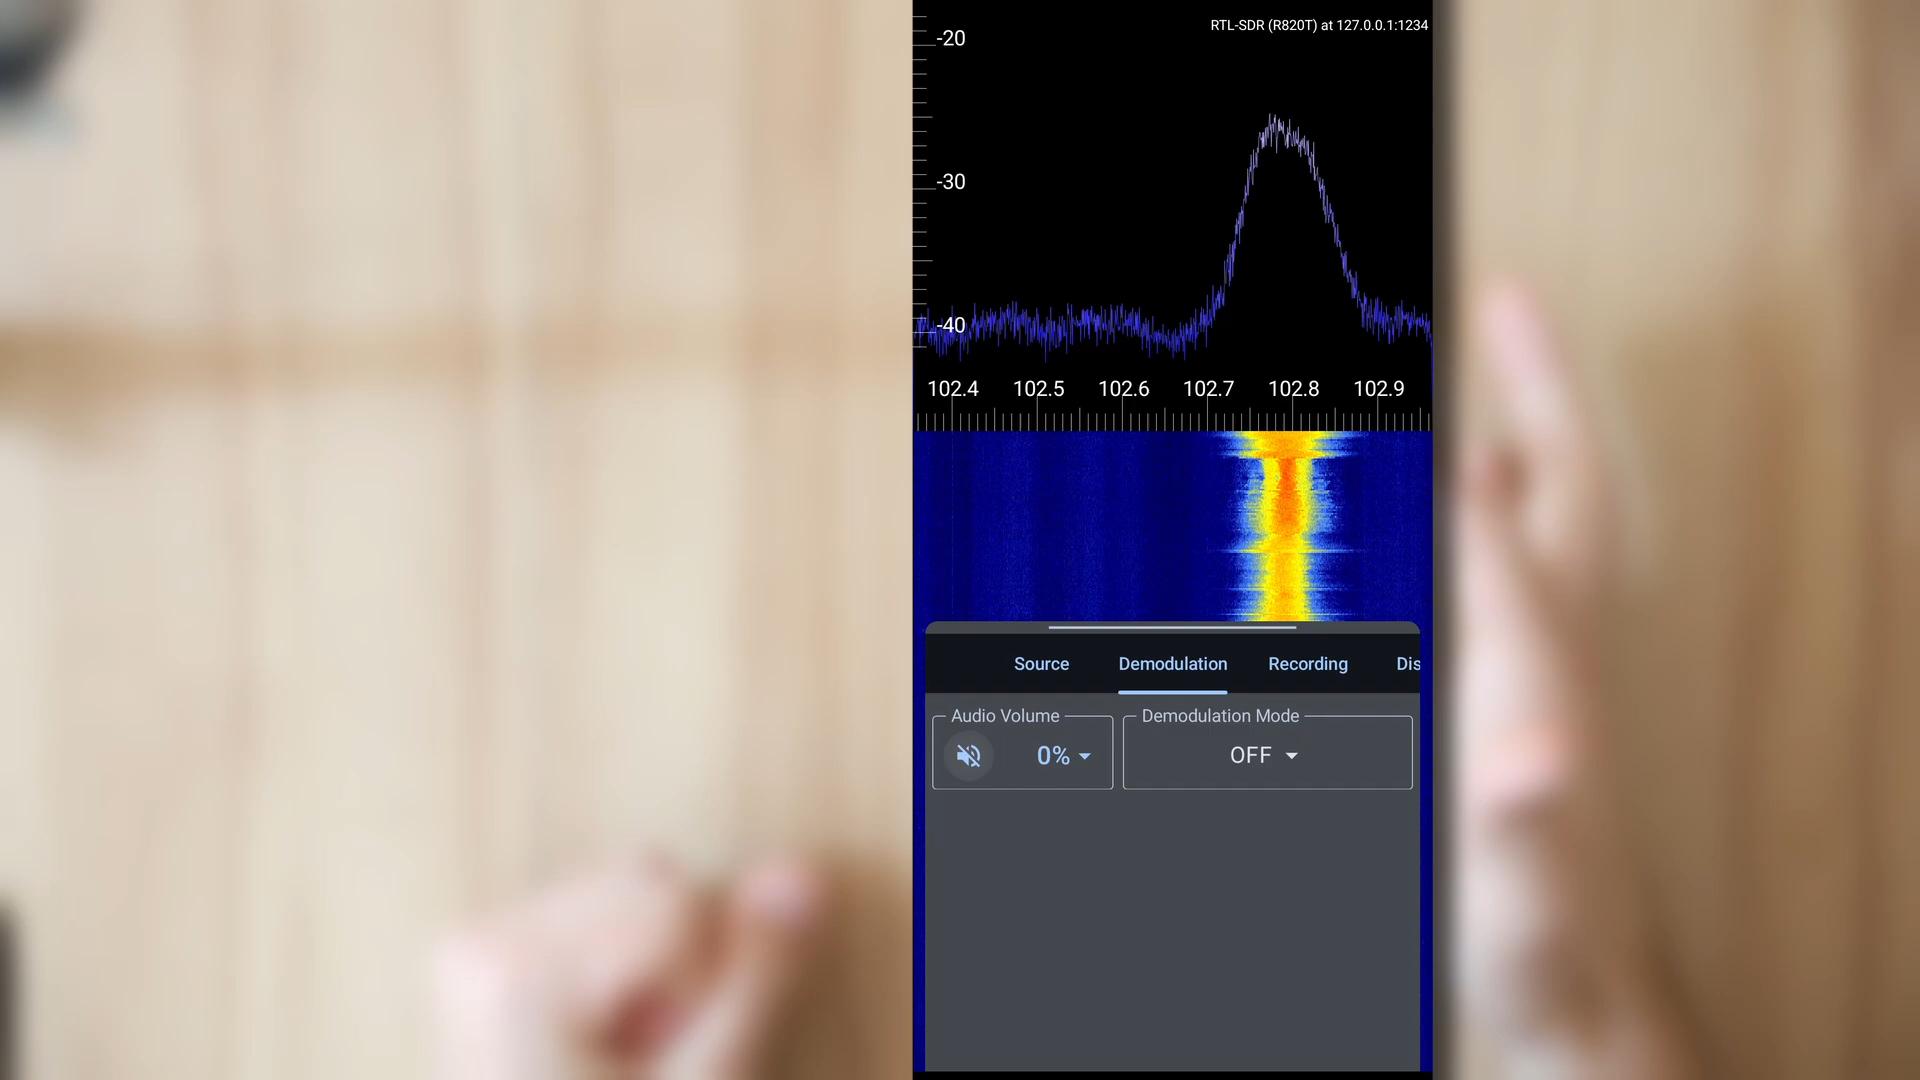 RTL-SDR (R820T) at 127.0.0.1:1234
-20
-30
-40
102.4 102.5 102.6 102.7 102.8 102.9
Source Demodulation Recording Dis
Audio Volume Demodulation Mode
0% OFF